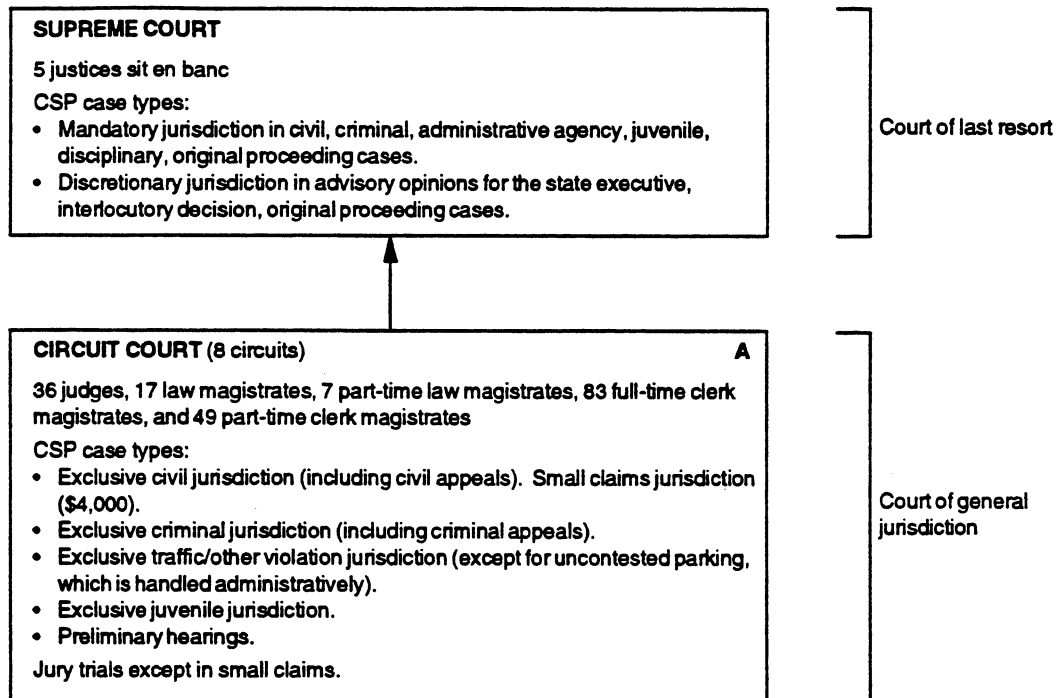 SUPREME COURT
5 justices sit en banc
CSP case types:
• Mandatory jurisdiction in civil, criminal, administrative agency, juvenile,
disciplinary, original proceeding cases.
• Discretionary jurisdiction in advisory opinions for the state executive,
interlocutory decision, original proceeding cases.
Court of last resort
CIRCUIT COURT (8 circuits) A
36 judges, 17 law magistrates, 7 part-time law magistrates, 83 full-time clerk
magistrates, and 49 part-time clerk magistrates
CSP case types:
• Exclusive civil jurisdiction (including civil appeals). Small claims jurisdiction
($4,000).
• Exclusive criminal jurisdiction (including criminal appeals).
• Exclusive traffic/other violation jurisdiction (except for uncontested parking,
which is handled administratively).
• Exclusive juvenile jurisdiction.
• Preliminary hearings.
Jury trials except in small claims.
Court of general
jurisdiction